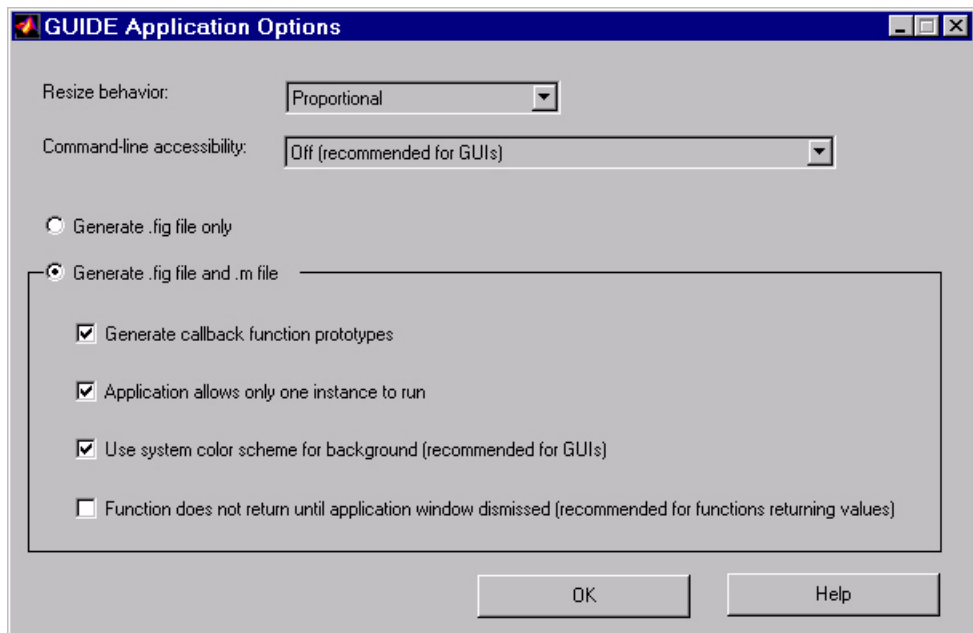 GUIDE Application Options
Resize behavior: Proportional
Command-line accessibility: Off (recommended for GUIs)
Generate .fig file only
Generate .fig file and .m file
Generate callback function prototypes
Application allows only one instance to run
Use system color scheme for background (recommended for GUIs)
Function does not return until application window dismissed (recommended for functions returning values)
OK Help